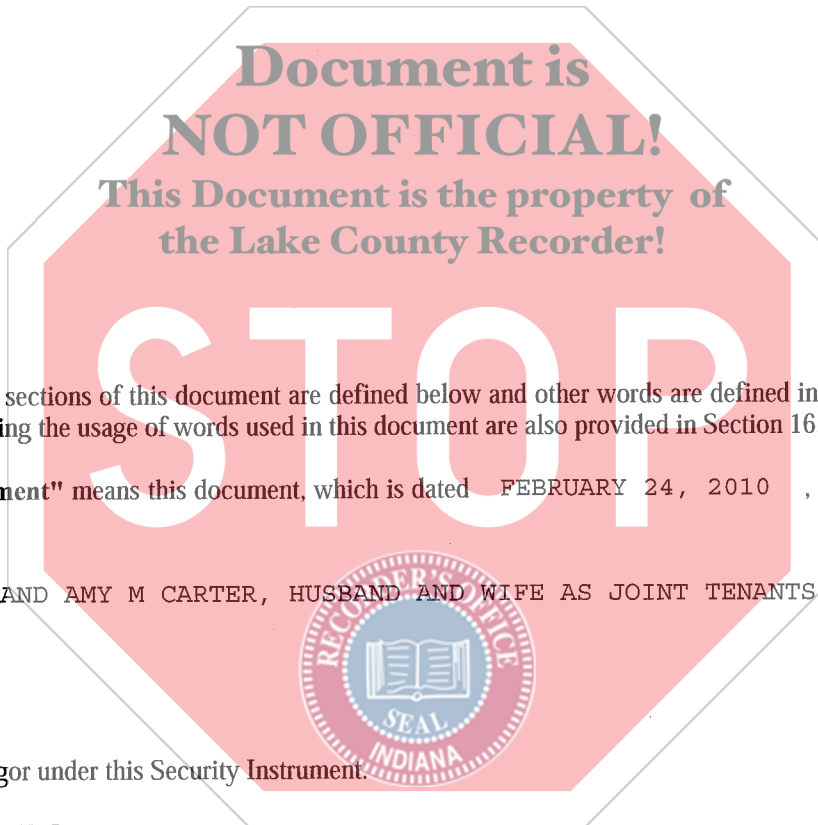 Document is
NOT OFFICIAL!
This Document is the property of
the Lake County Recorder!
STOP
sections of this document are defined below and other words are defined in
ing the usage of words used in this document are also provided in Section 16
ment" means this document, which is dated FEBRUARY 24, 2010 ,
AND AMY M CARTER, HUSBAND AND WIFE AS JOINT TENANTS
RECORDER'S OFFICE
SEAL
INDIANA
gor under this Security Instrument.